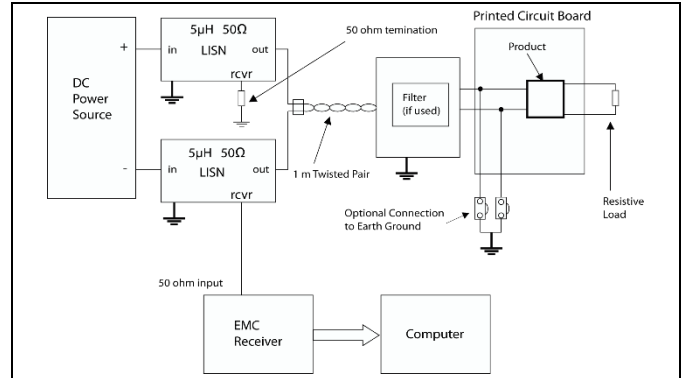 Printed Circuit Board
5µH 50Ω
LISN
in
out
rcvr
50 ohm temination
Product
+
DC
Power
Source
-
Filter
(if used)
5µH 50Ω
LISN
in
out
rcvr
1 m Twisted Pair
Optional Connection
to Earth Ground
Resistive
Load
50 ohm input
EMC
Receiver
Computer